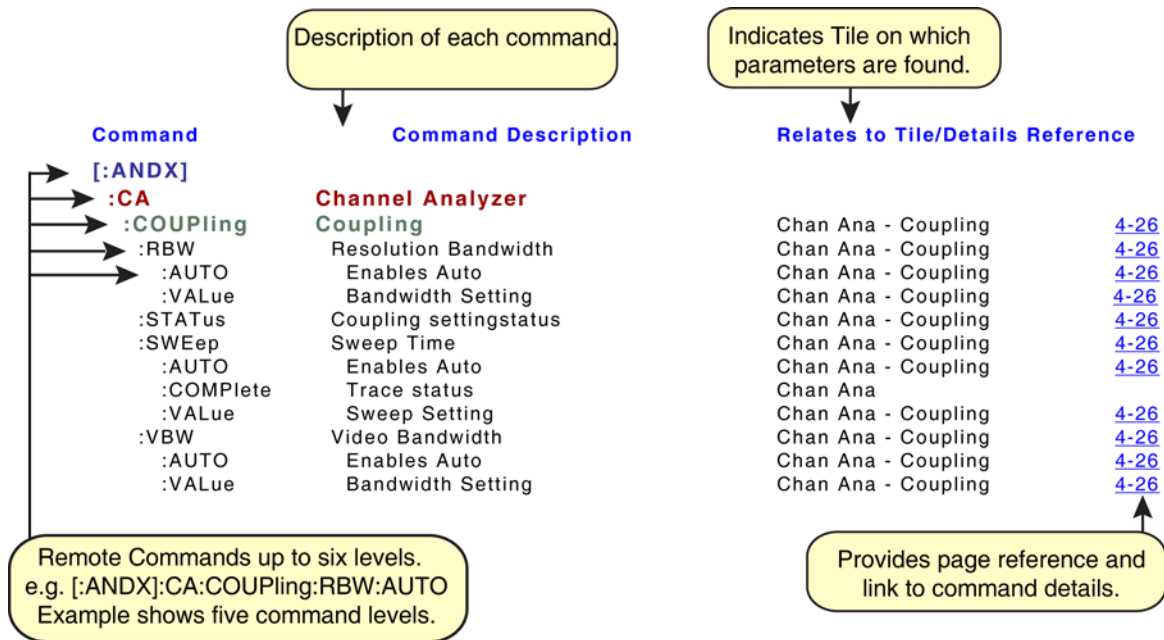 Description of each command.
Indicates Tile on which
parameters are found.
Command Command Description Relates to Tile/Details Reference
[:ANDX]
:CA Channel Analyzer
:COUPling Coupling Chan Ana - Coupling 4-26
:RBW Resolution Bandwidth Chan Ana - Coupling 4-26
:AUTO Enables Auto Chan Ana - Coupling 4-26
:VALue Bandwidth Setting Chan Ana - Coupling 4-26
:STATus Coupling settingstatus Chan Ana - Coupling 4-26
:SWEep Sweep Time Chan Ana - Coupling 4-26
:AUTO Enables Auto Chan Ana - Coupling 4-26
:COMPlete Trace status Chan Ana
:VALue Sweep Setting Chan Ana - Coupling 4-26
:VBW Video Bandwidth Chan Ana - Coupling 4-26
:AUTO Enables Auto Chan Ana - Coupling 4-26
:VALue Bandwidth Setting Chan Ana - Coupling 4-26
Remote Commands up to six levels.
e.g. [:ANDX]:CA:COUPling:RBW:AUTO
Example shows five command levels.
Provides page reference and
link to command details.